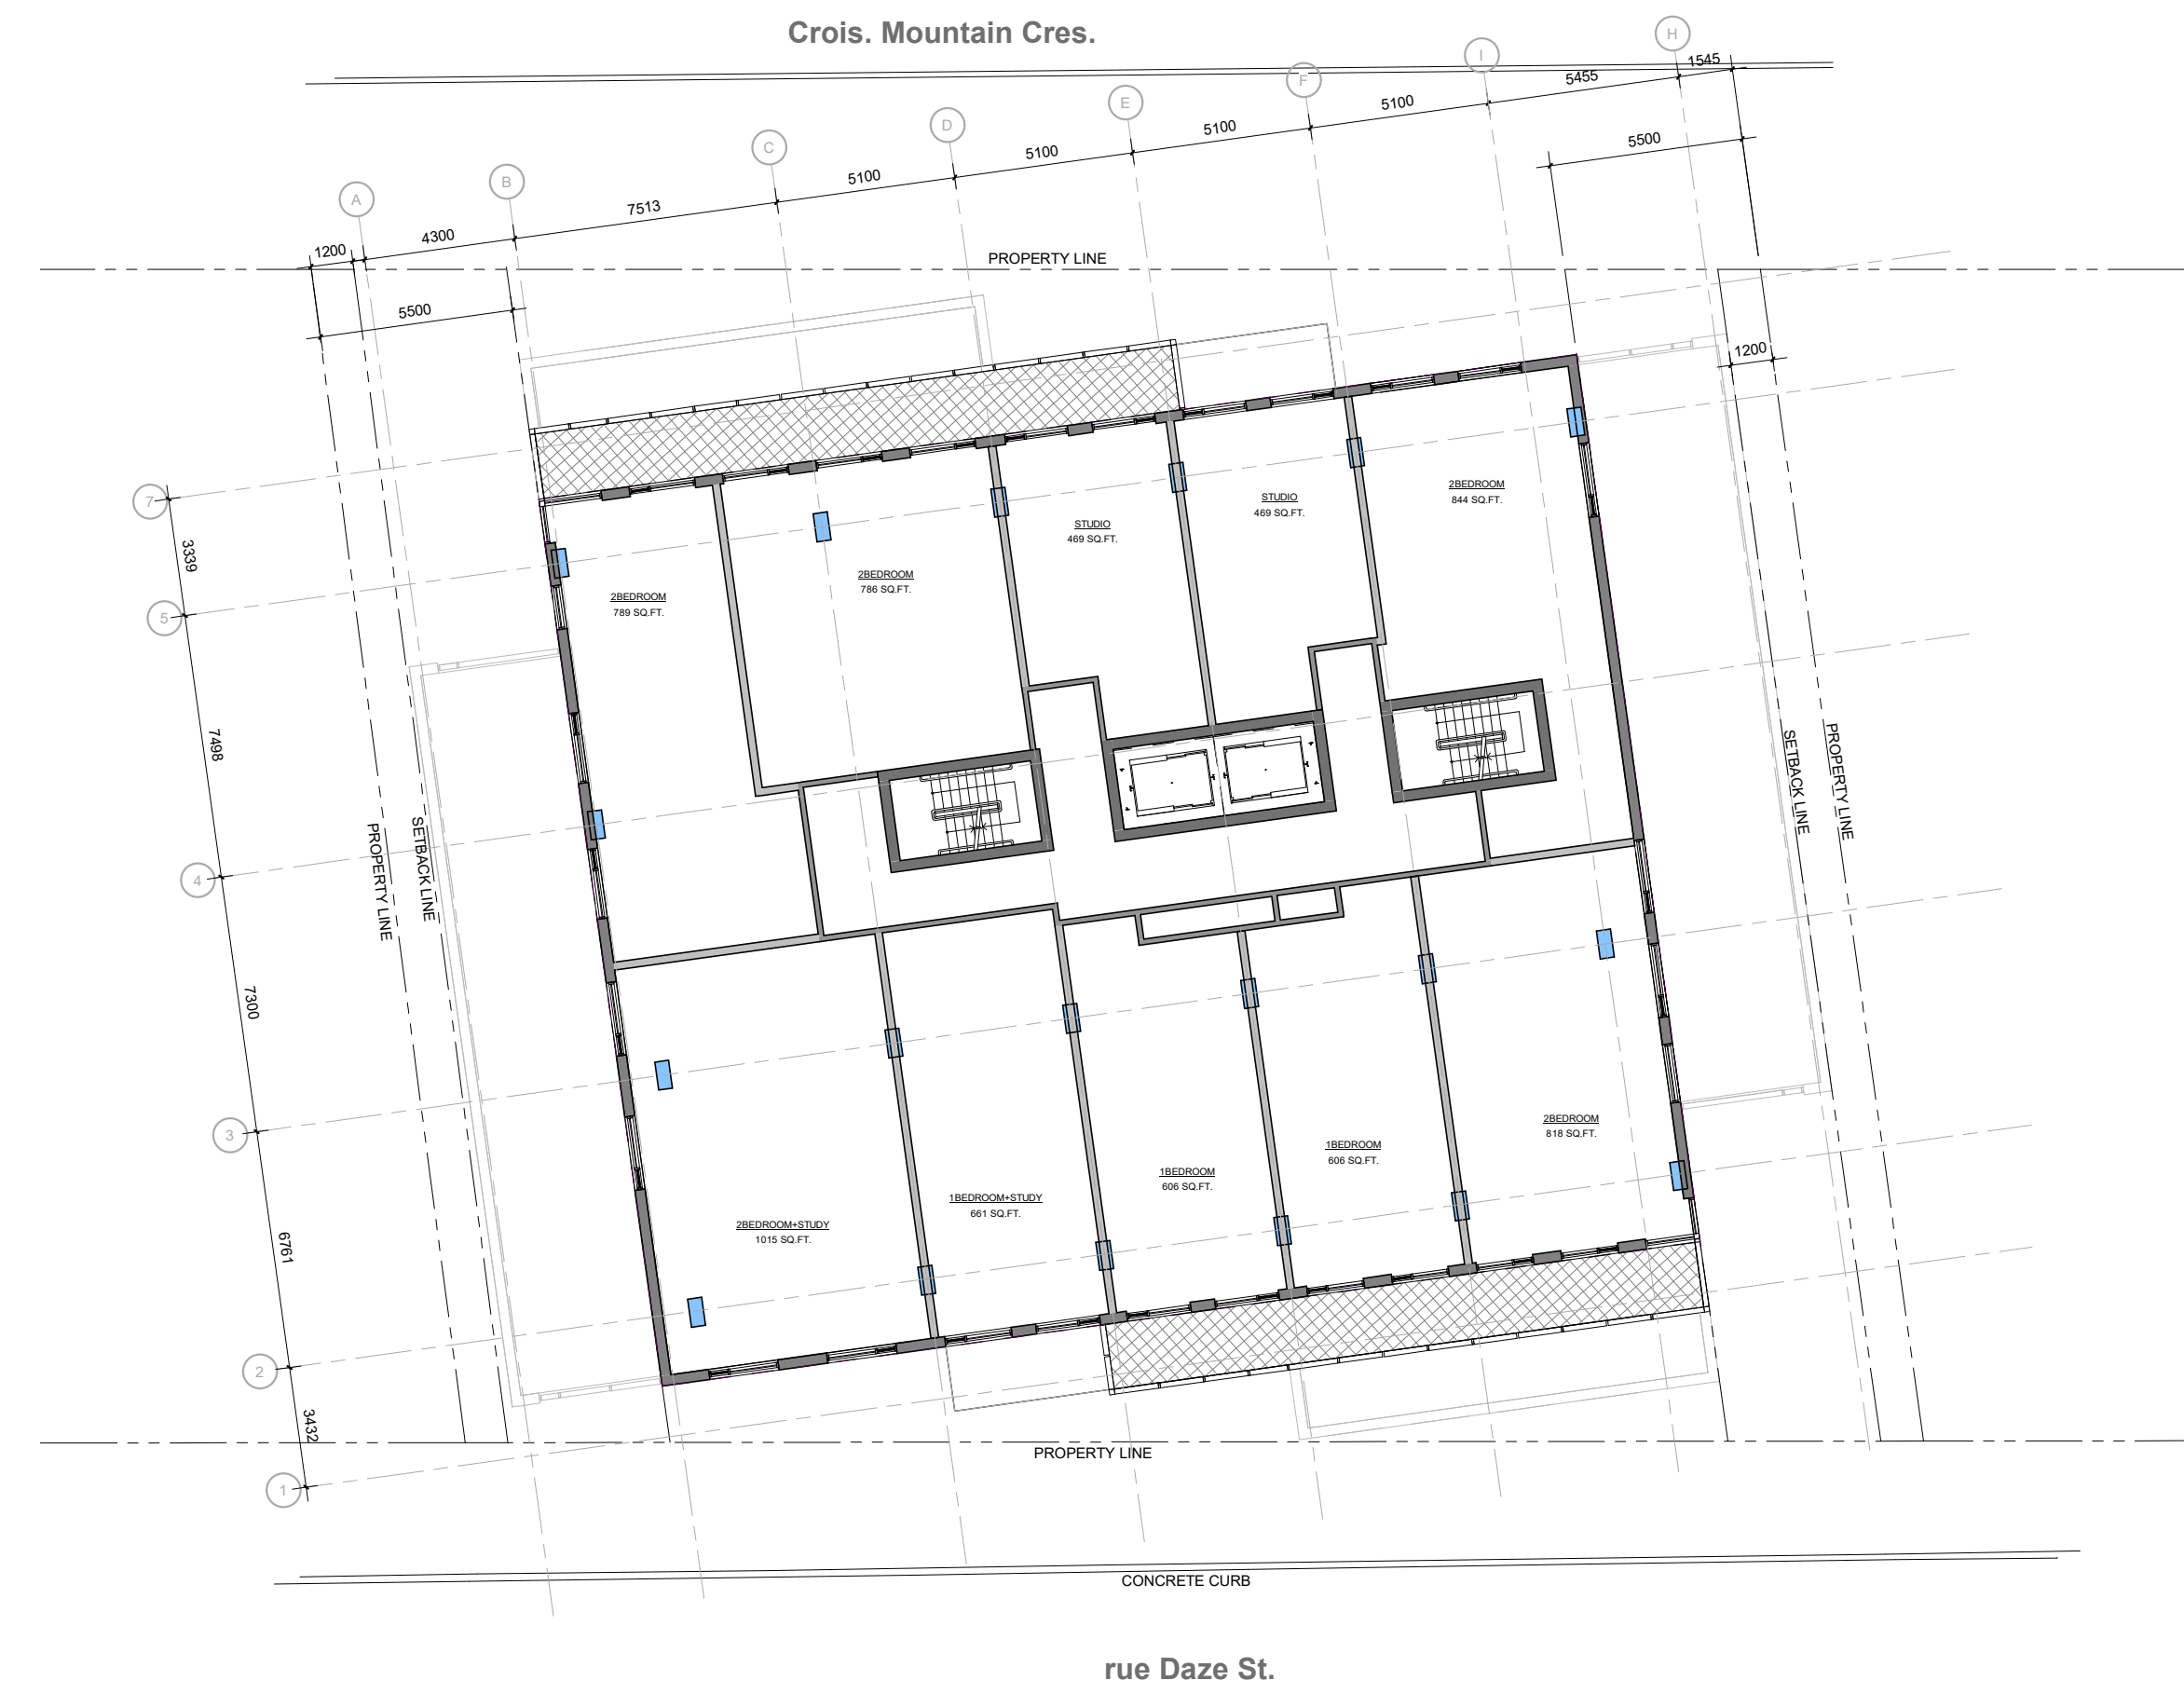 Crois. Mountain Cres.
A
B
C
D
E
F
I
H
1200
4300
7513
5100
5100
5100
5100
5455
1545
5500
5500
1200
PROPERTY LINE
7
5
4
3
2
1
3339
7498
7300
6761
3432
PROPERTY LINE
SETBACK LINE
SETBACK LINE
PROPERTY LINE
2BEDROOM
789 SQ.FT.
2BEDROOM
786 SQ.FT.
STUDIO
469 SQ.FT.
STUDIO
469 SQ.FT.
2BEDROOM
844 SQ.FT.
2BEDROOM+STUDY
1015 SQ.FT.
1BEDROOM+STUDY
661 SQ.FT.
1BEDROOM
606 SQ.FT.
1BEDROOM
606 SQ.FT.
2BEDROOM
818 SQ.FT.
PROPERTY LINE
CONCRETE CURB
rue Daze St.